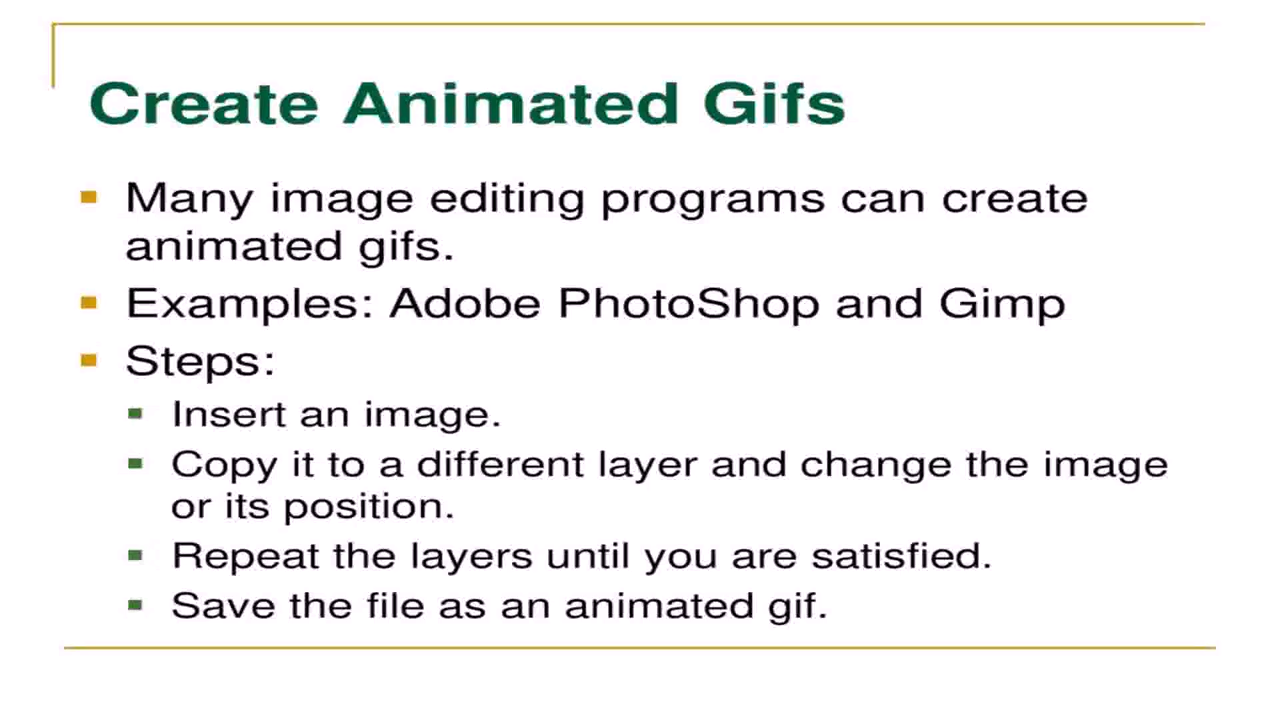 Create Animated Gifs
Many image editing programs can create
animated gifs.
Examples: Adobe PhotoShop and Gimp
Steps:
Insert an image.
Copy it to a different layer and change the image
or its position.
Repeat the layers until you are satisfied.
Save the file as an animated gif.